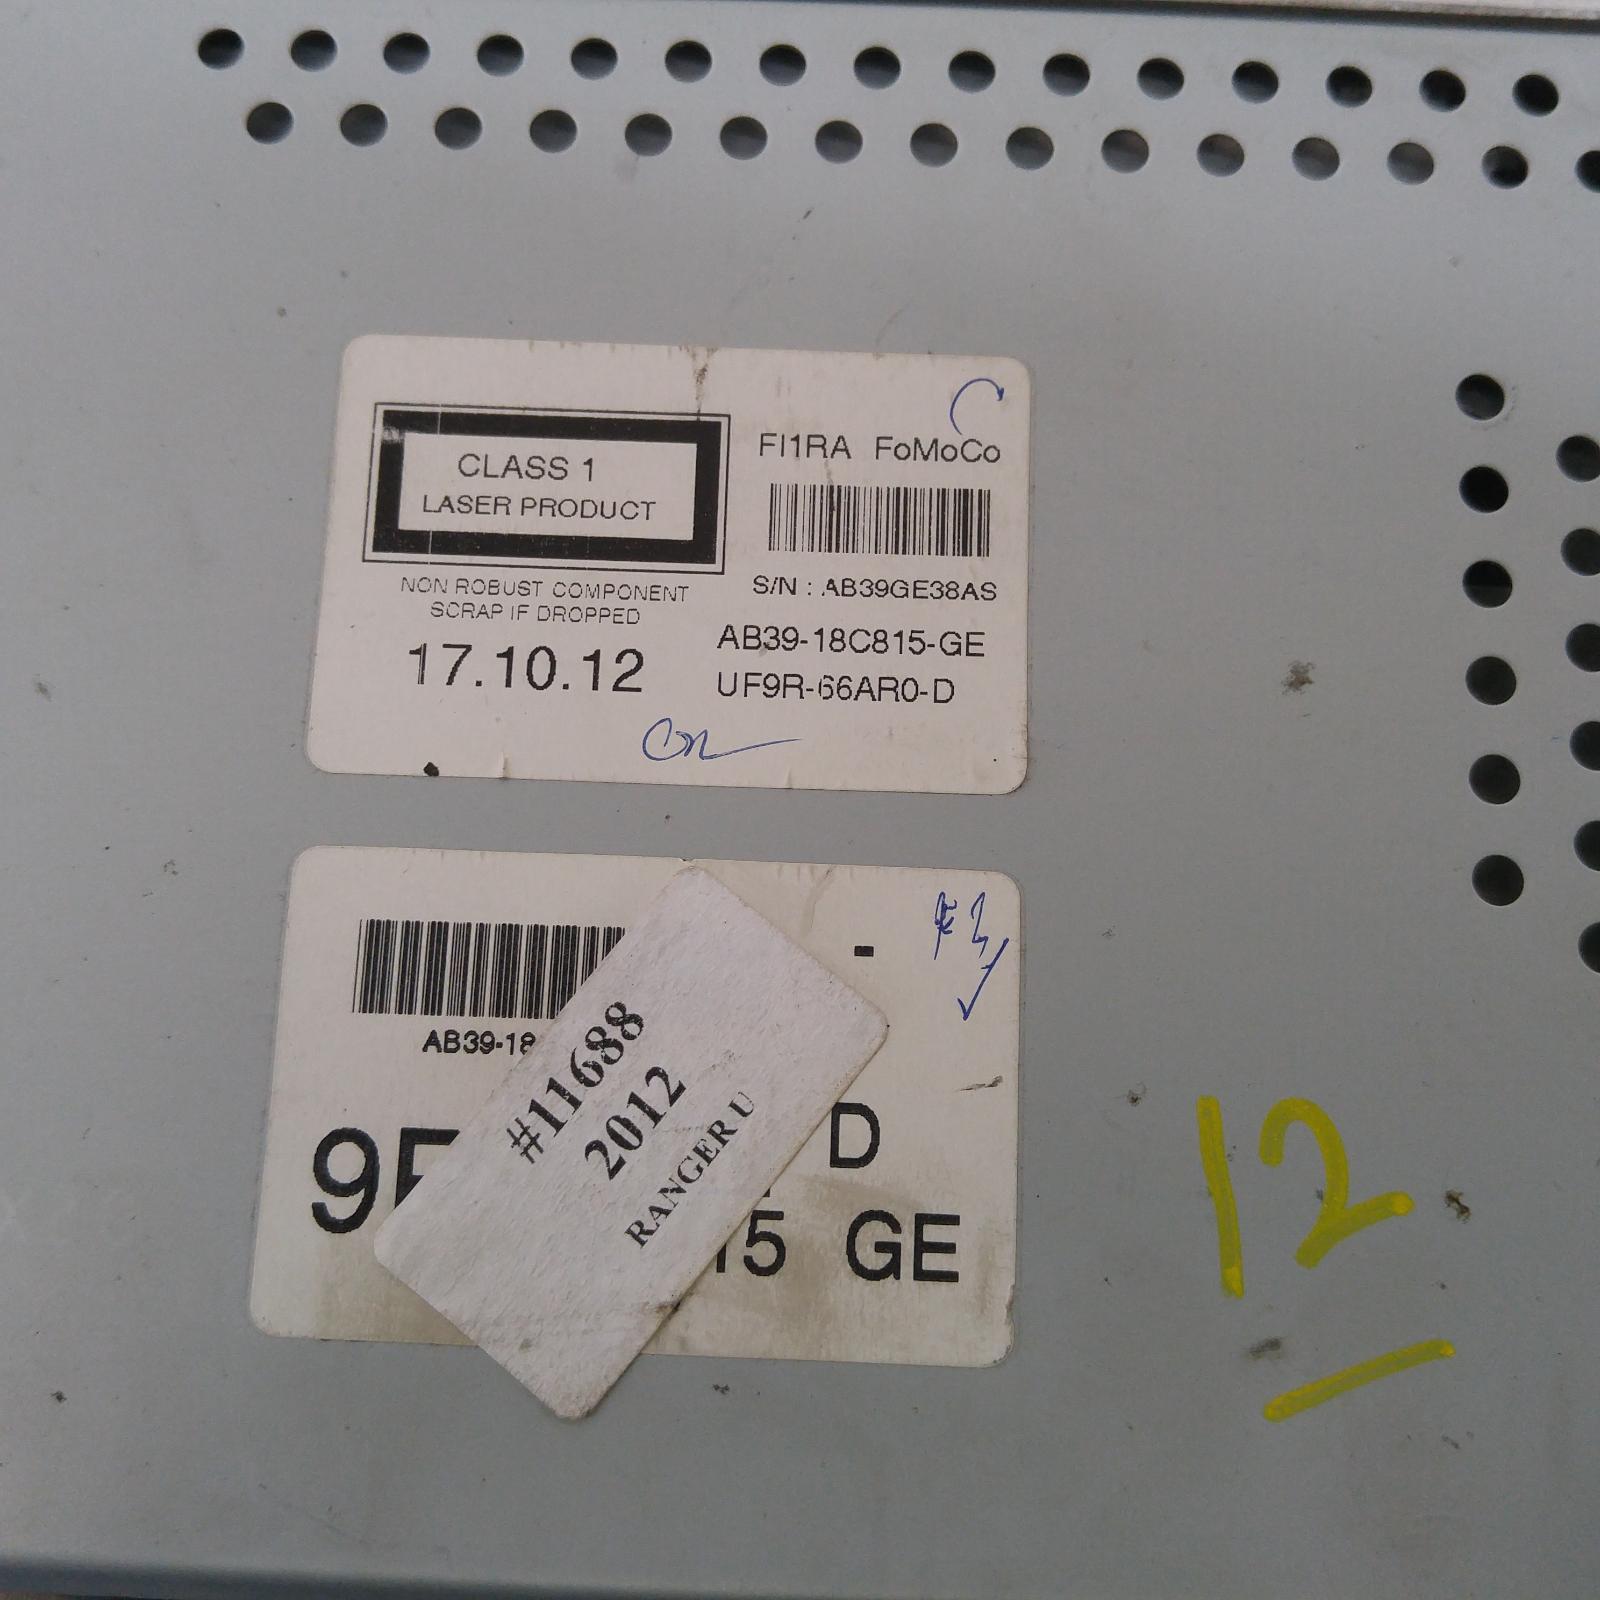 CLASS 1
LASER PRODUCT
NON ROBUST COMPONENT
SCRAP IF DROPPED
17.10.12
FI1RA FoMoCo
S/N : AB39GE38AS
AB39-18C815-GE
UF9R-66AR0-D
-
AB39-18
D
15 GE
#11688
2012
RANGER U
12